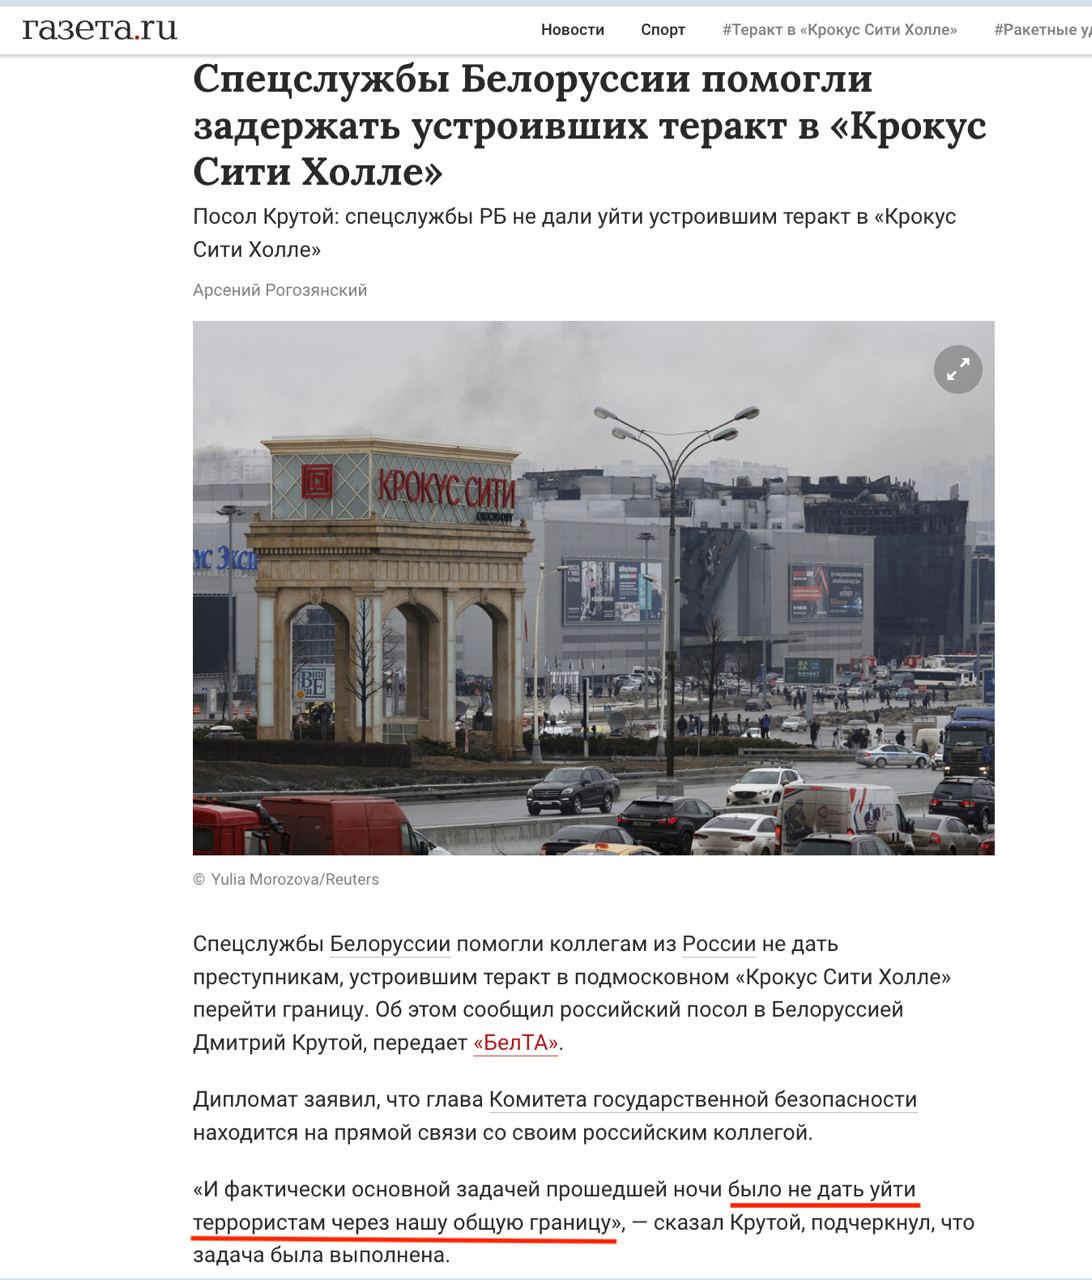 газета.ru
Новости Спорт #Теракт в «Крокус Сити Холле» #Ракетные
Спецслужбы Белоруссии помогли
задержать устроивших теракт в «Крокус
Сити Холле»
Посол Крутой: спецслужбы РБ не дали уйти устроившим теракт в «Крокус
Сити Холле»
Арсений Рогозянский
КРОКУС СИТИ
© Yulia Morozova/Reuters
Спецслужбы Белоруссии помогли коллегам из России не дать
преступникам, устроившим теракт в подмосковном «Крокус Сити Холле»
перейти границу. Об этом сообщил российский посол в Белоруссией
Дмитрий Крутой, передает «БелТА».
Дипломат заявил, что глава Комитета государственной безопасности
находится на прямой связи со своим российским коллегой.
«И фактически основной задачей прошедшей ночи было не дать уйти
террористам через нашу общую границу», — сказал Крутой, подчеркнул, что
задача была выполнена.